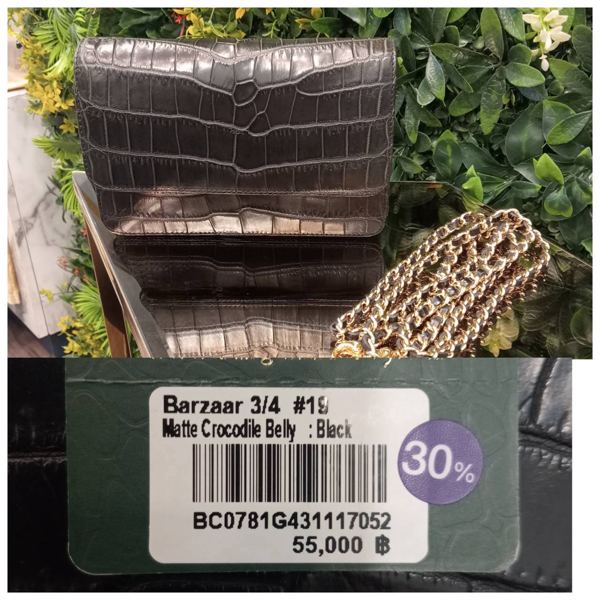 Barzaar 3/4 #19
Matte Crocodile Belly : Black
30%
BC0781G431117052
55,000 ฿